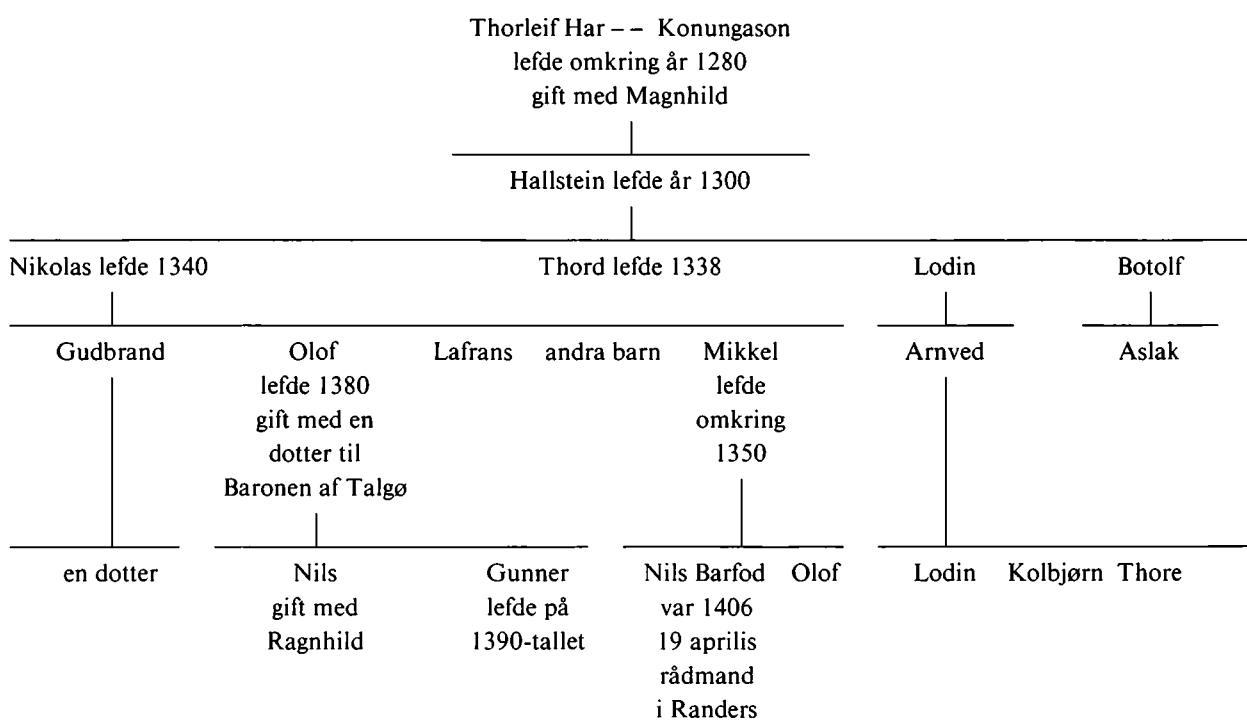 Thorleif Har – – Konungason
lefde omkring år 1280
gift med Magnhild
Hallstein lefde år 1300
Nikolas lefde 1340 Thord lefde 1338 Lodin Botolf
Gudbrand Olof Lafrans andra barn Mikkel Arnved Aslak
lefde 1380 lefde
gift med en omkring
dotter til 1350
Baronen af Talgø
en dotter Nils Gunner Nils Barfod Olof Lodin Kolbjørn Thore
gift med lefde på var 1406
Ragnhild 1390-tallet 19 aprilis
rådmand
i Randers